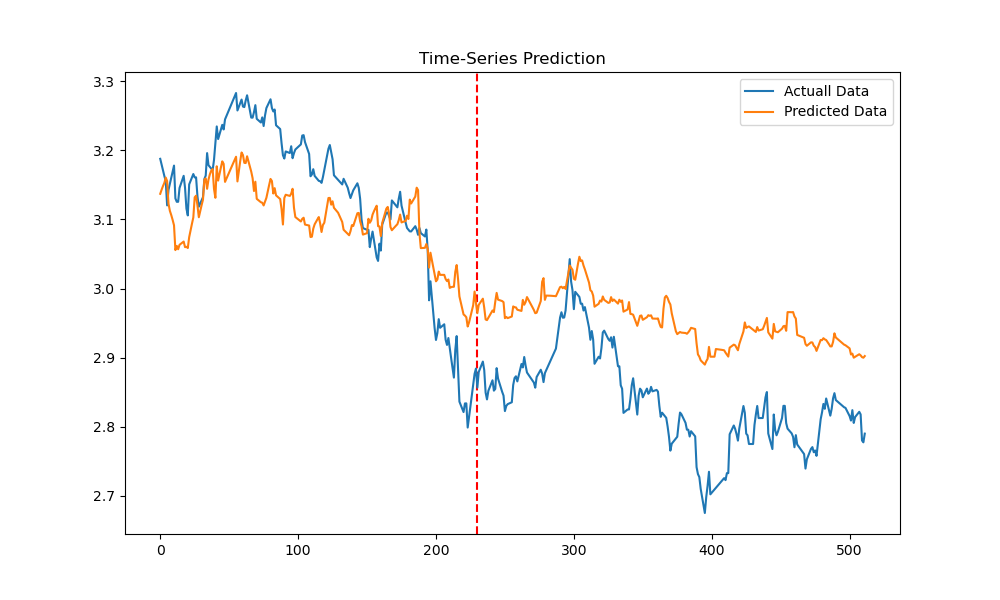 Time-Series Prediction
Actuall Data
Predicted Data
3.3
3.2
3.1
3.0
2.9
2.8
2.7
0 100 200 300 400 500